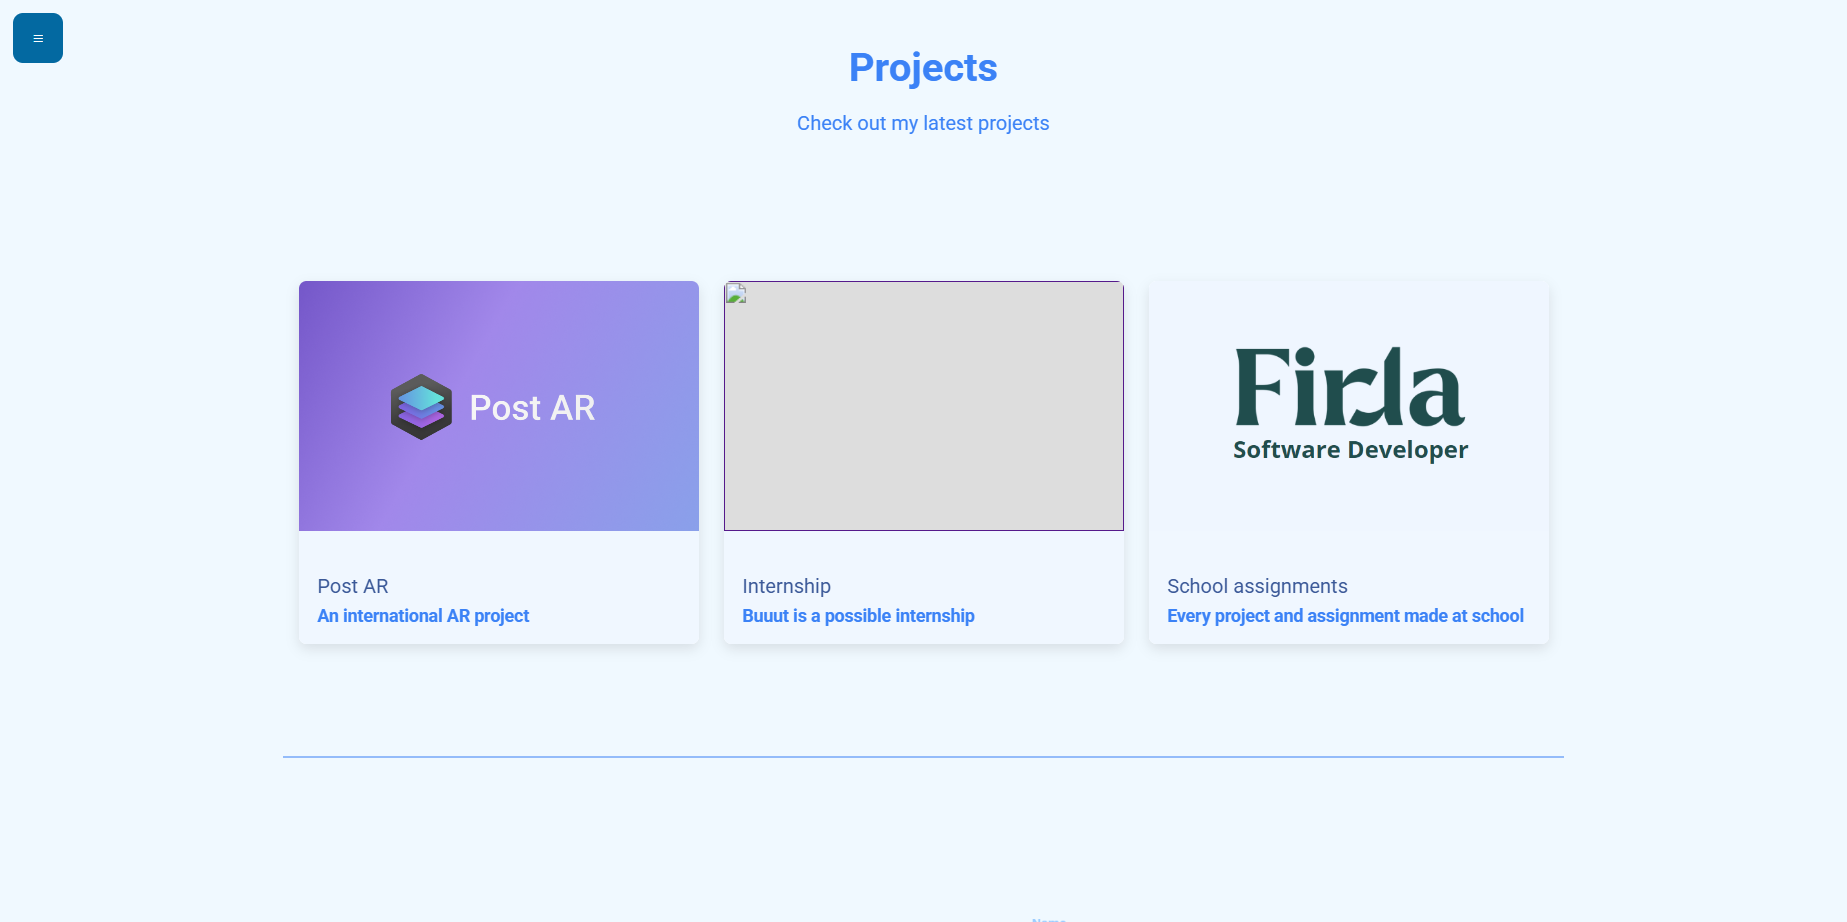 Projects
Check out my latest projects
Post AR
Firda
Software Developer
Post AR
An international AR project
Internship
Buuut is a possible internship
School assignments
Every project and assignment made at school